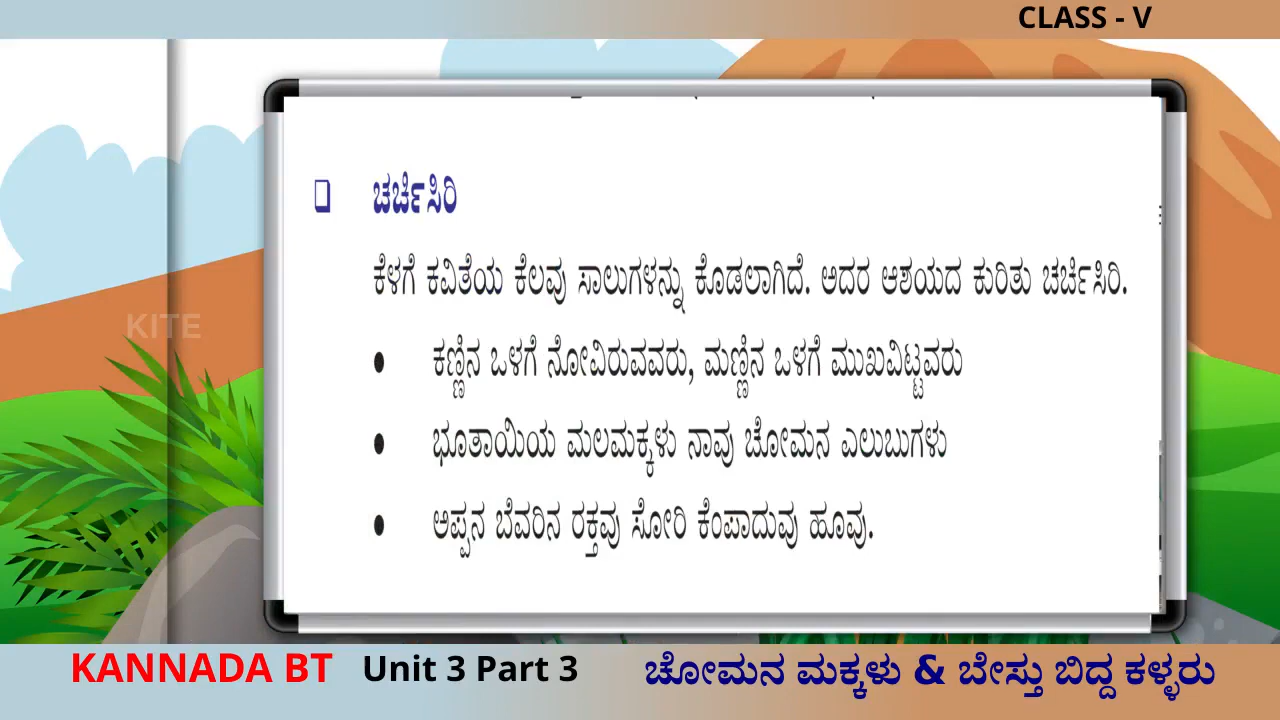 CLASS - V
❑ ಚರ್ಚಿಸಿರಿ
ಕೆಳಗೆ ಕವಿತೆಯ ಕೆಲವು ಸಾಲುಗಳನ್ನು ಕೊಡಲಾಗಿದೆ. ಅದರ ಆಶಯದ ಕುರಿತು ಚರ್ಚಿಸಿರಿ.
KITE
• ಕಣ್ಣಿನ ಒಳಗೆ ನೋವಿರುವವರು, ಮಣ್ಣಿನ ಒಳಗೆ ಮುಖವಿಟ್ಟವರು
• ಭೂತಾಯಿಯ ಮಲಮಕ್ಕಳು ನಾವು ಚೋಮನ ಎಲುಬುಗಳು
• ಅಪ್ಪನ ಬೆವರಿನ ರಕ್ತವು ಸೋರಿ ಕೆಂಪಾದುವು ಹೂವು.
KANNADA BT Unit 3 Part 3 ಚೋಮನ ಮಕ್ಕಳು & ಬೇಸ್ತು ಬಿದ್ದ ಕಳ್ಳರು